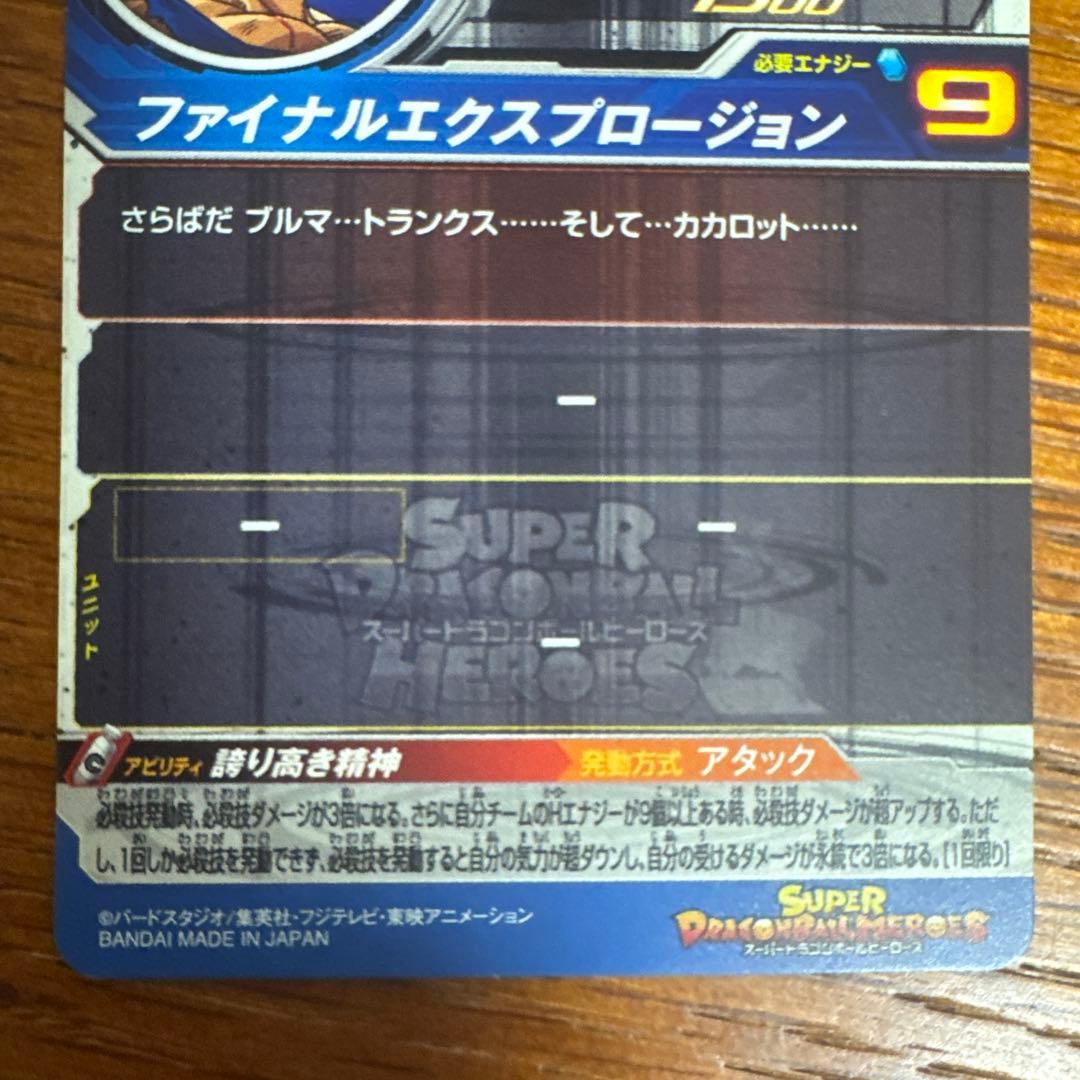 1500
必要エナジー
9
ファイナルエクスプロージョン
さらばだ ブルマ…トランクス……そして…カカロット……
ー
ー ー
SUPER
DRAGONBALL
スーパードラゴンボールヒーローズ
HEROES
ー
ユニット
アビリティ 誇り高き精神 発動方式 アタック
必殺技発動時、必殺技ダメージが3倍になる。さらに自分チームのHエナジーが9個以上ある時、必殺技ダメージが超アップする。ただ
し、1回しか必殺技を発動できず、必殺技を発動すると自分の気力が超ダウンし、自分の受けるダメージが永続で3倍になる。[1回限り]
©バードスタジオ/集英社・フジテレビ・東映アニメーション
BANDAI MADE IN JAPAN
SUPER
DRAGONBALL HEROES
スーパードラゴンボールヒーローズ